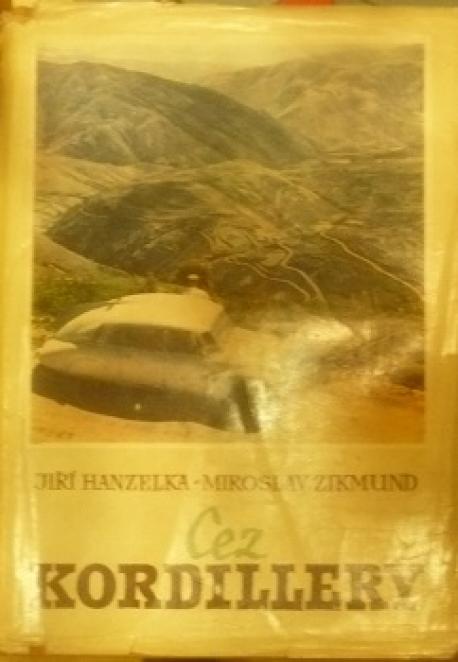 JIŘÍ HANZELKA - MIROSLAV ZIKMUND
Cez
KORDILLERY